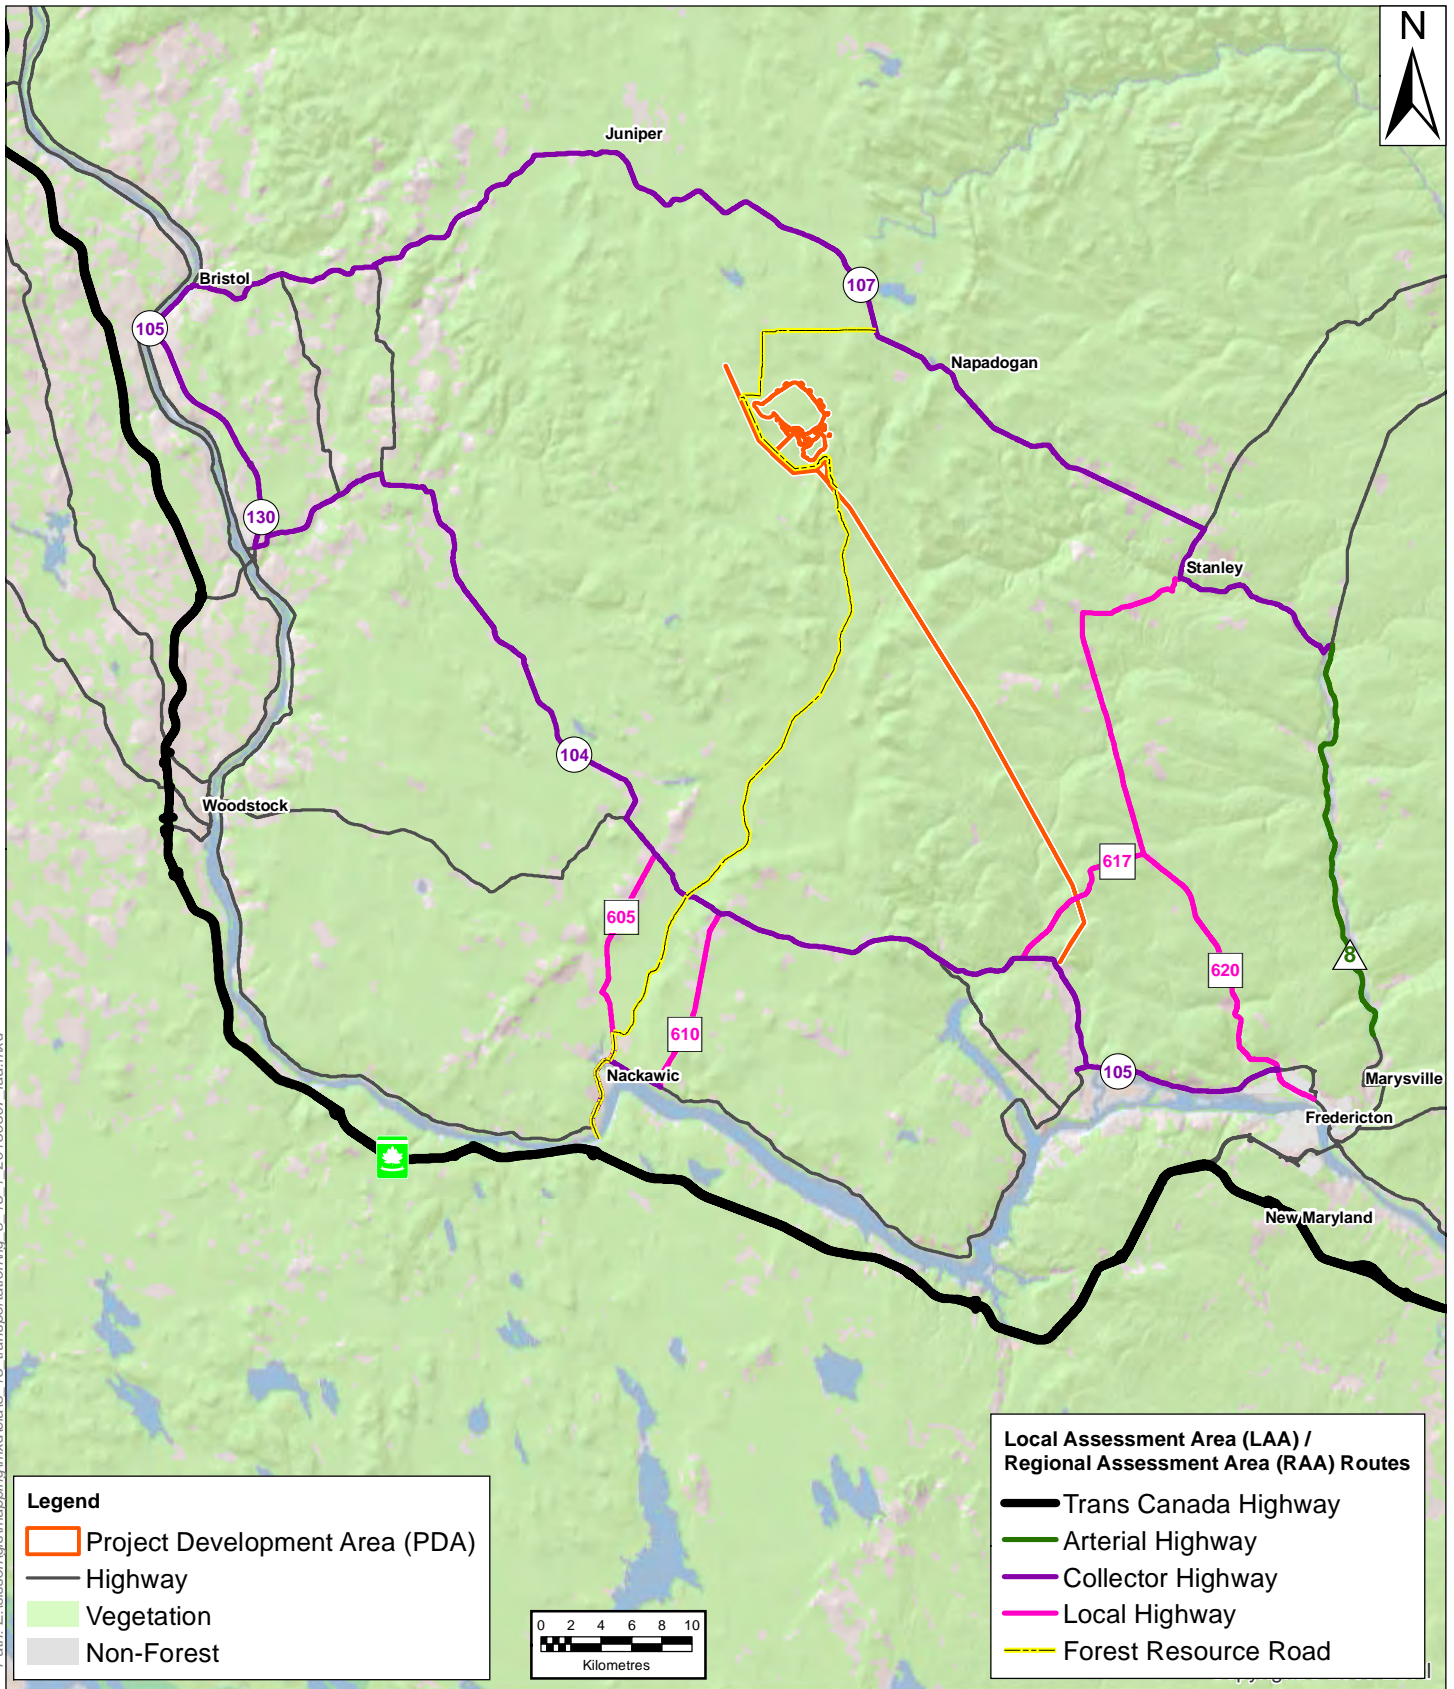 N
Juniper
Bristol
107
105
Napadogan
130
Stanley
104
Woodstock
617
605
8
620
610
Nackawic
105
Marysville
Fredericton
New Maryland
Legend
Project Development Area (PDA)
Highway
Vegetation
Non-Forest
0 2 4 6 8 10
Kilometres
Local Assessment Area (LAA) /
Regional Assessment Area (RAA) Routes
Trans Canada Highway
Arterial Highway
Collector Highway
Local Highway
Forest Resource Road